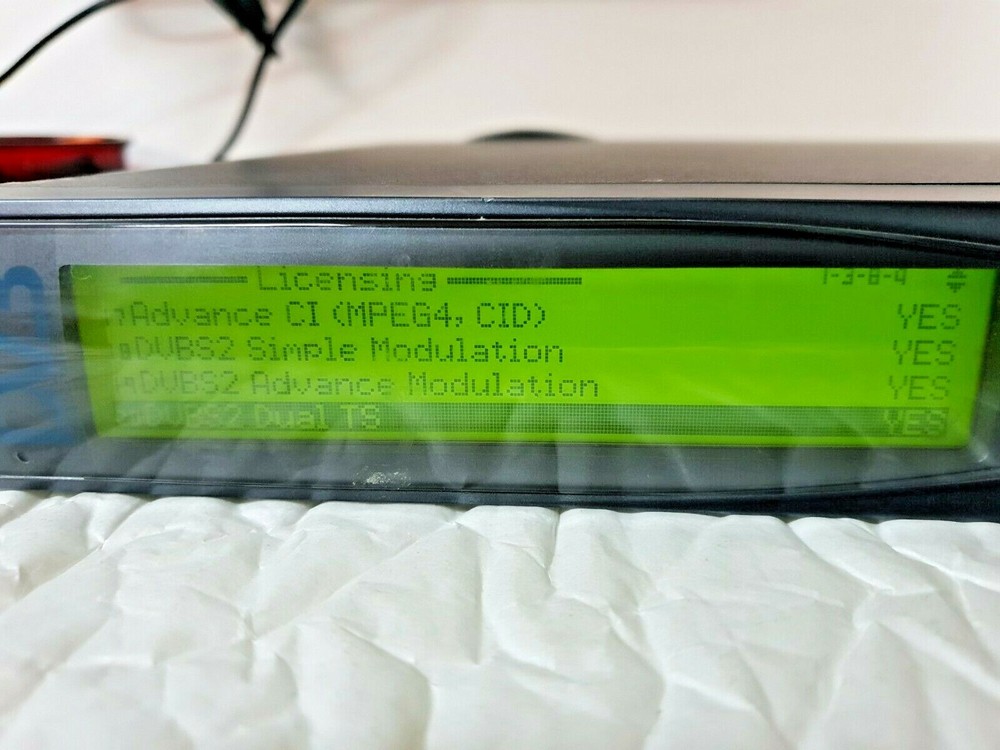 Licensing 1-3-8-9
Advance CI (MPEG4, CID) YES
DVBS2 Simple Modulation YES
DVBS2 Advance Modulation YES
DVBS2 Dual TS YES